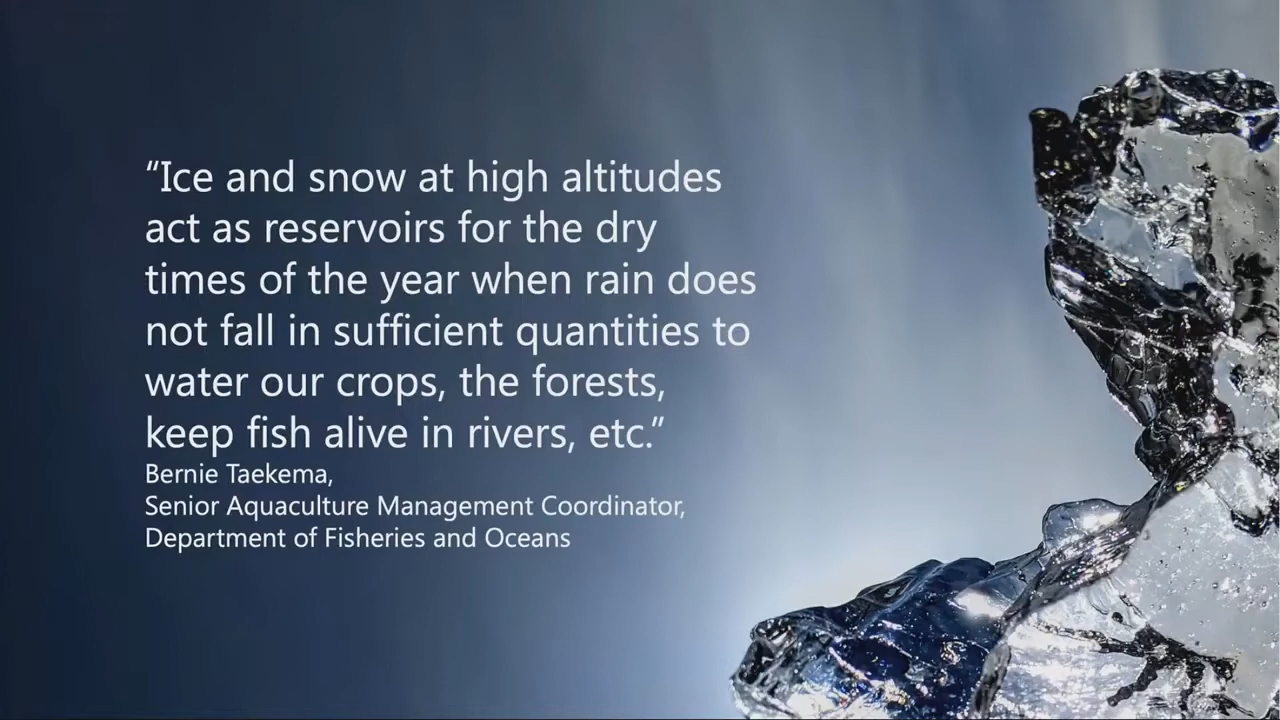 “Ice and snow at high altitudes
act as reservoirs for the dry
times of the year when rain does
not fall in sufficient quantities to
water our crops, the forests,
keep fish alive in rivers, etc.”
Bernie Taekema,
Senior Aquaculture Management Coordinator,
Department of Fisheries and Oceans